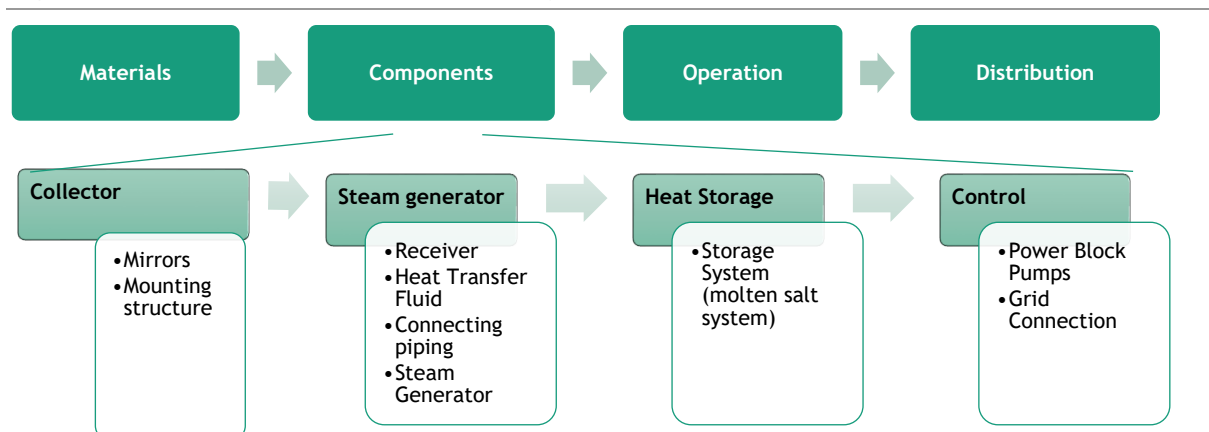 Materials
Components
Operation
Distribution
Collector
•Mirrors
•Mounting
structure
Steam generator
•Receiver
•Heat Transfer
Fluid
•Connecting
piping
•Steam
Generator
Heat Storage
•Storage
System
(molten salt
system)
Control
•Power Block
Pumps
•Grid
Connection